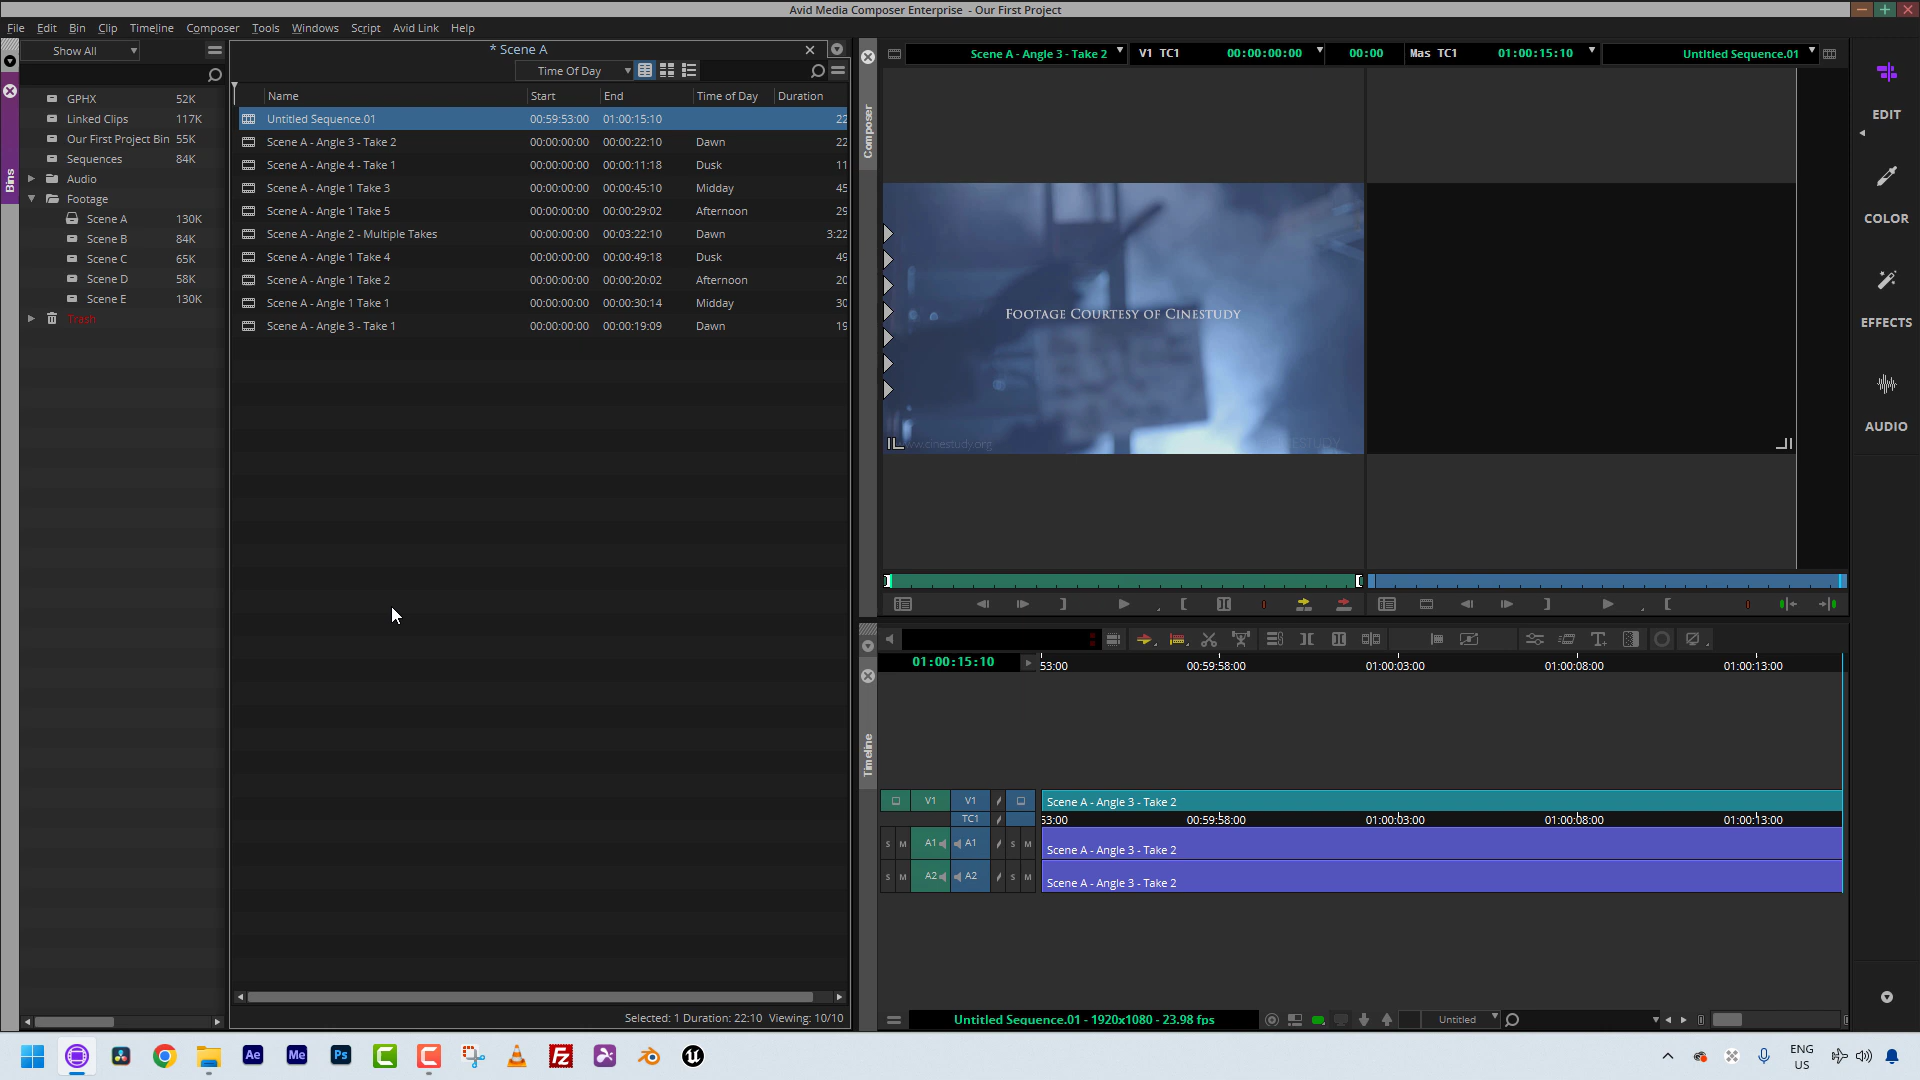 Avid Media Composer Enterprise - Our First Project
File Edit Bin Clip Timeline Composer Tools Windows Script Avid Link Help
Show All
* Scene A
Time Of Day
Bins
GPHX 52K
Linked Clips 117K
Our First Project Bin 55K
Sequences 84K
Audio
Footage
Scene A 130K
Scene B 84K
Scene C 65K
Scene D 58K
Scene E 130K
Trash
Name Start End Time of Day Duration
Untitled Sequence.01 00:59:53:00 01:00:15:10 22
Scene A - Angle 3 - Take 2 00:00:00:00 00:00:22:10 Dawn 22
Scene A - Angle 4 - Take 1 00:00:00:00 00:00:11:18 Dusk 11
Scene A - Angle 1 Take 3 00:00:00:00 00:00:45:10 Midday 45
Scene A - Angle 1 Take 5 00:00:00:00 00:00:29:02 Afternoon 29
Scene A - Angle 2 - Multiple Takes 00:00:00:00 00:03:22:10 Dawn 3:22
Scene A - Angle 1 Take 4 00:00:00:00 00:00:49:18 Dusk 49
Scene A - Angle 1 Take 2 00:00:00:00 00:00:20:02 Afternoon 20
Scene A - Angle 1 Take 1 00:00:00:00 00:00:30:14 Midday 30
Scene A - Angle 3 - Take 1 00:00:00:00 00:00:19:09 Dawn 19
Selected: 1 Duration: 22:10 Viewing: 10/10
Composer
Scene A - Angle 3 - Take 2 V1 TC1 00:00:00:00 00:00 Mas TC1 01:00:15:10 Untitled Sequence.01
Footage Courtesy of Cinestudy
www.cinestudy.org
CINESTUDY
EDIT
COLOR
EFFECTS
AUDIO
Timeline
01:00:15:10
53:00 00:59:58:00 01:00:03:00 01:00:08:00 01:00:13:00
V1 V1 Scene A - Angle 3 - Take 2
TC1 53:00 00:59:58:00 01:00:03:00 01:00:08:00 01:00:13:00
S M A1 A1 S M Scene A - Angle 3 - Take 2
S M A2 A2 S M Scene A - Angle 3 - Take 2
Untitled Sequence.01 - 1920x1080 - 23.98 fps
Untitled
Ae Me Ps C C Fz
ENG
US